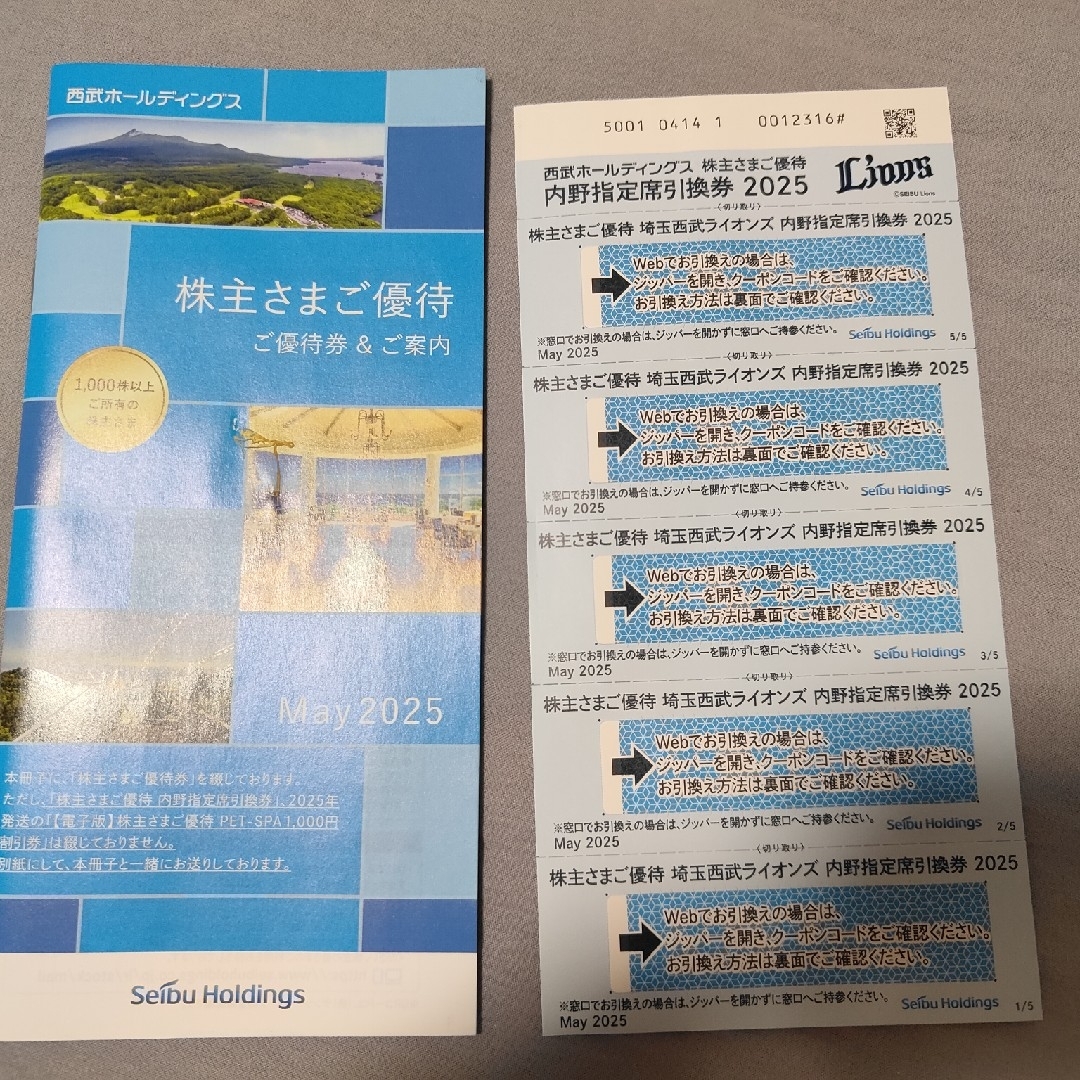 西武ホールディングス
株主さまご優待
ご優待券 & ご案内
1,000株以上
ご所有の
株主さま
May 2025
本冊子に、「株主さまご優待券」を綴じております。
ただし、「株主さまご優待 内野指定席引換券」、2025年
発送の「【電子版】株主さまご優待 PET-SPA1,000円
割引券」は綴じておりません。
別紙にして、本冊子と一緒にお送りしております。
Seibu Holdings
5001 0414 1 0012316#
西武ホールディングス 株主さまご優待
内野指定席引換券 2025
Lions
©SEIBU Lions
〈切り取り〉
株主さまご優待 埼玉西武ライオンズ 内野指定席引換券 2025
Webでお引換えの場合は、
ジッパーを開き、クーポンコードをご確認ください。
お引換え方法は裏面でご確認ください。
※窓口でお引換えの場合は、ジッパーを開かずに窓口へご持参ください。
May 2025
Seibu Holdings 5/5
〈切り取り〉
株主さまご優待 埼玉西武ライオンズ 内野指定席引換券 2025
Webでお引換えの場合は、
ジッパーを開き、クーポンコードをご確認ください。
お引換え方法は裏面でご確認ください。
※窓口でお引換えの場合は、ジッパーを開かずに窓口へご持参ください。
May 2025
Seibu Holdings 4/5
〈切り取り〉
株主さまご優待 埼玉西武ライオンズ 内野指定席引換券 2025
Webでお引換えの場合は、
ジッパーを開き、クーポンコードをご確認ください。
お引換え方法は裏面でご確認ください。
※窓口でお引換えの場合は、ジッパーを開かずに窓口へご持参ください。
May 2025
Seibu Holdings 3/5
〈切り取り〉
株主さまご優待 埼玉西武ライオンズ 内野指定席引換券 2025
Webでお引換えの場合は、
ジッパーを開き、クーポンコードをご確認ください。
お引換え方法は裏面でご確認ください。
※窓口でお引換えの場合は、ジッパーを開かずに窓口へご持参ください。
May 2025
Seibu Holdings 2/5
〈切り取り〉
株主さまご優待 埼玉西武ライオンズ 内野指定席引換券 2025
Webでお引換えの場合は、
ジッパーを開き、クーポンコードをご確認ください。
お引換え方法は裏面でご確認ください。
※窓口でお引換えの場合は、ジッパーを開かずに窓口へご持参ください。
May 2025
Seibu Holdings 1/5